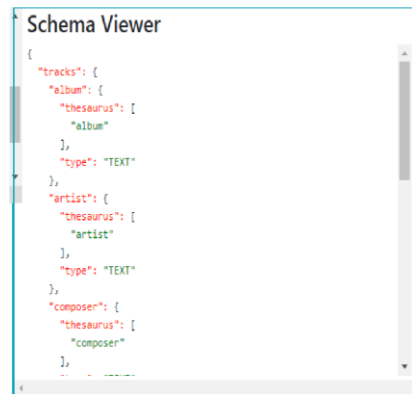 Schema Viewer
{
  "tracks": {
    "album": {
      "thesaurus": [
        "album"
      ],
      "type": "TEXT"
    },
    "artist": {
      "thesaurus": [
        "artist"
      ],
      "type": "TEXT"
    },
    "composer": {
      "thesaurus": [
        "composer"
      ],